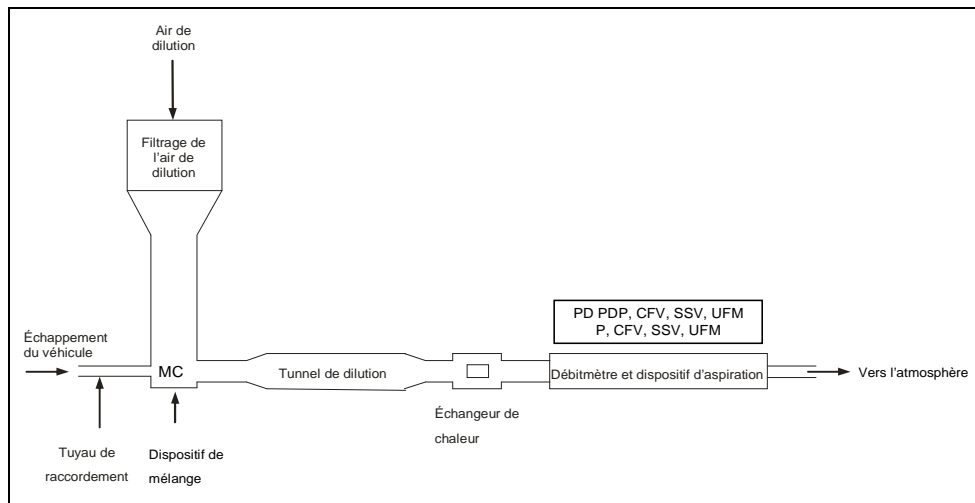 Air de
dilution
Filtrage de
l'air de
dilution
PD PDP, CFV, SSV, UFM
P, CFV, SSV, UFM
Échappement
du véhicule
MC
Tunnel de dilution
Débitmètre et dispositif d'aspiration
Vers l'atmosphère
Échangeur de
chaleur
Tuyau de
raccordement
Dispositif de
mélange